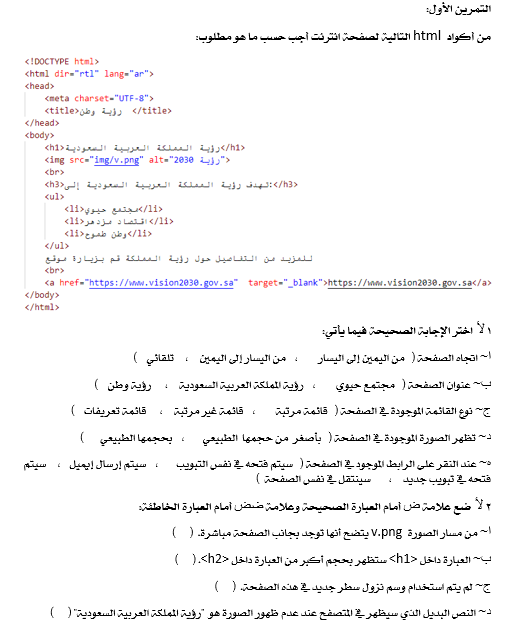 التمرين الأول:
من أكواد html التالية لصفحة انترنت أجب حسب ما هو مطلوب:
<!DOCTYPE html>
<html dir="rtl" lang="ar">
<head>
<meta charset="UTF-8">
<title>رؤية وطن </title>
</head>
<body>
<h1>رؤية المملكة العربية السعودية</h1>
<img src="img/v.png" alt="رؤية 2030">
<br>
<h3>تهدف رؤية المملكة العربية السعودية إلى:</h3>
<ul>
<li>مجتمع حيوي</li>
<li>اقتصاد مزدهر</li>
<li>وطن طموح</li>
</ul>
للمزيد من التفاصيل حول رؤية المملكة قم بزيارة موقع
<br>
<a href="https://www.vision2030.gov.sa" target="_blank">https://www.vision2030.gov.sa</a>
</body>
</html>
١لأ اختر الإجابة الصحيحة فيما يأتي:
أ~ اتجاه الصفحة ( من اليمين إلى اليسار ، من اليسار إلى اليمين ، تلقائي )
ب~ عنوان الصفحة ( مجتمع حيوي ، رؤية المملكة العربية السعودية ، رؤية وطن )
ج~ نوع القائمة الموجودة في الصفحة ( قائمة مرتبة ، قائمة غير مرتبة ، قائمة تعريفات )
د~ تظهر الصورة الموجودة في الصفحة ( بأصغر من حجمها الطبيعي ، بحجمها الطبيعي )
ه~ عند النقر على الرابط الموجود في الصفحة ( سيتم فتحه في نفس التبويب ، سيتم إرسال إيميل ، سيتم
فتحه في تبويب جديد ، سينتقل في نفس الصفحة )
٢لأ ضع علامة ض أمام العبارة الصحيحة وعلامة ضض أمام العبارة الخاطئة:
أ~ من مسار الصورة v.png يتضح أنها توجد بجانب الصفحة مباشرة. ( )
ب~ العبارة داخل <h1> ستظهر بحجم أكبر من العبارة داخل <h2>. ( )
ج~ لم يتم استخدام وسم نزول سطر جديد في هذه الصفحة. ( )
د~ النص البديل الذي سيظهر في المتصفح عند عدم ظهور الصورة هو "رؤية المملكة العربية السعودية" ( )